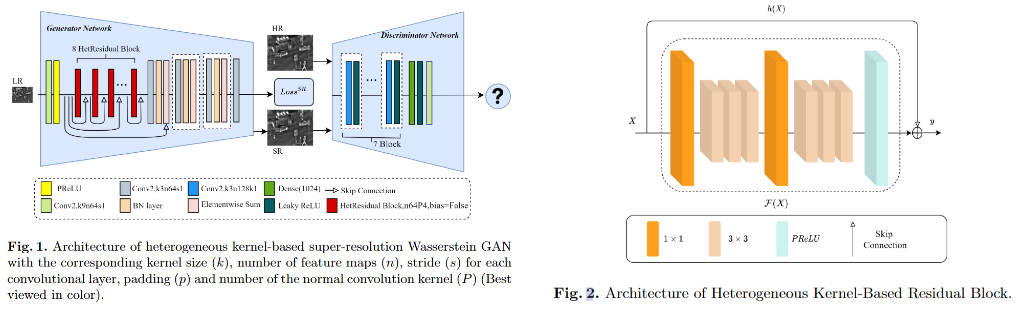 Generator Network
8 HetResidual Block
LR
HR
Loss^SR
SR
Discriminator Network
...
...
7 Block
?
PReLU
Conv2,k3n64s1
Conv2,k3n128k1
Dense(1024)
Skip Connection
Conv2,k9n64s1
BN layer
Elementwise Sum
Leaky ReLU
HetResidual Block,n64P4,bias=False
Fig. 1. Architecture of heterogeneous kernel-based super-resolution Wasserstein GAN
with the corresponding kernel size (k), number of feature maps (n), stride (s) for each
convolutional layer, padding (p) and number of the normal convolution kernel (P) (Best
viewed in color).
h(X)
X
y
F(X)
1 × 1
3 × 3
PReLU
Skip
Connection
Fig. 2. Architecture of Heterogeneous Kernel-Based Residual Block.